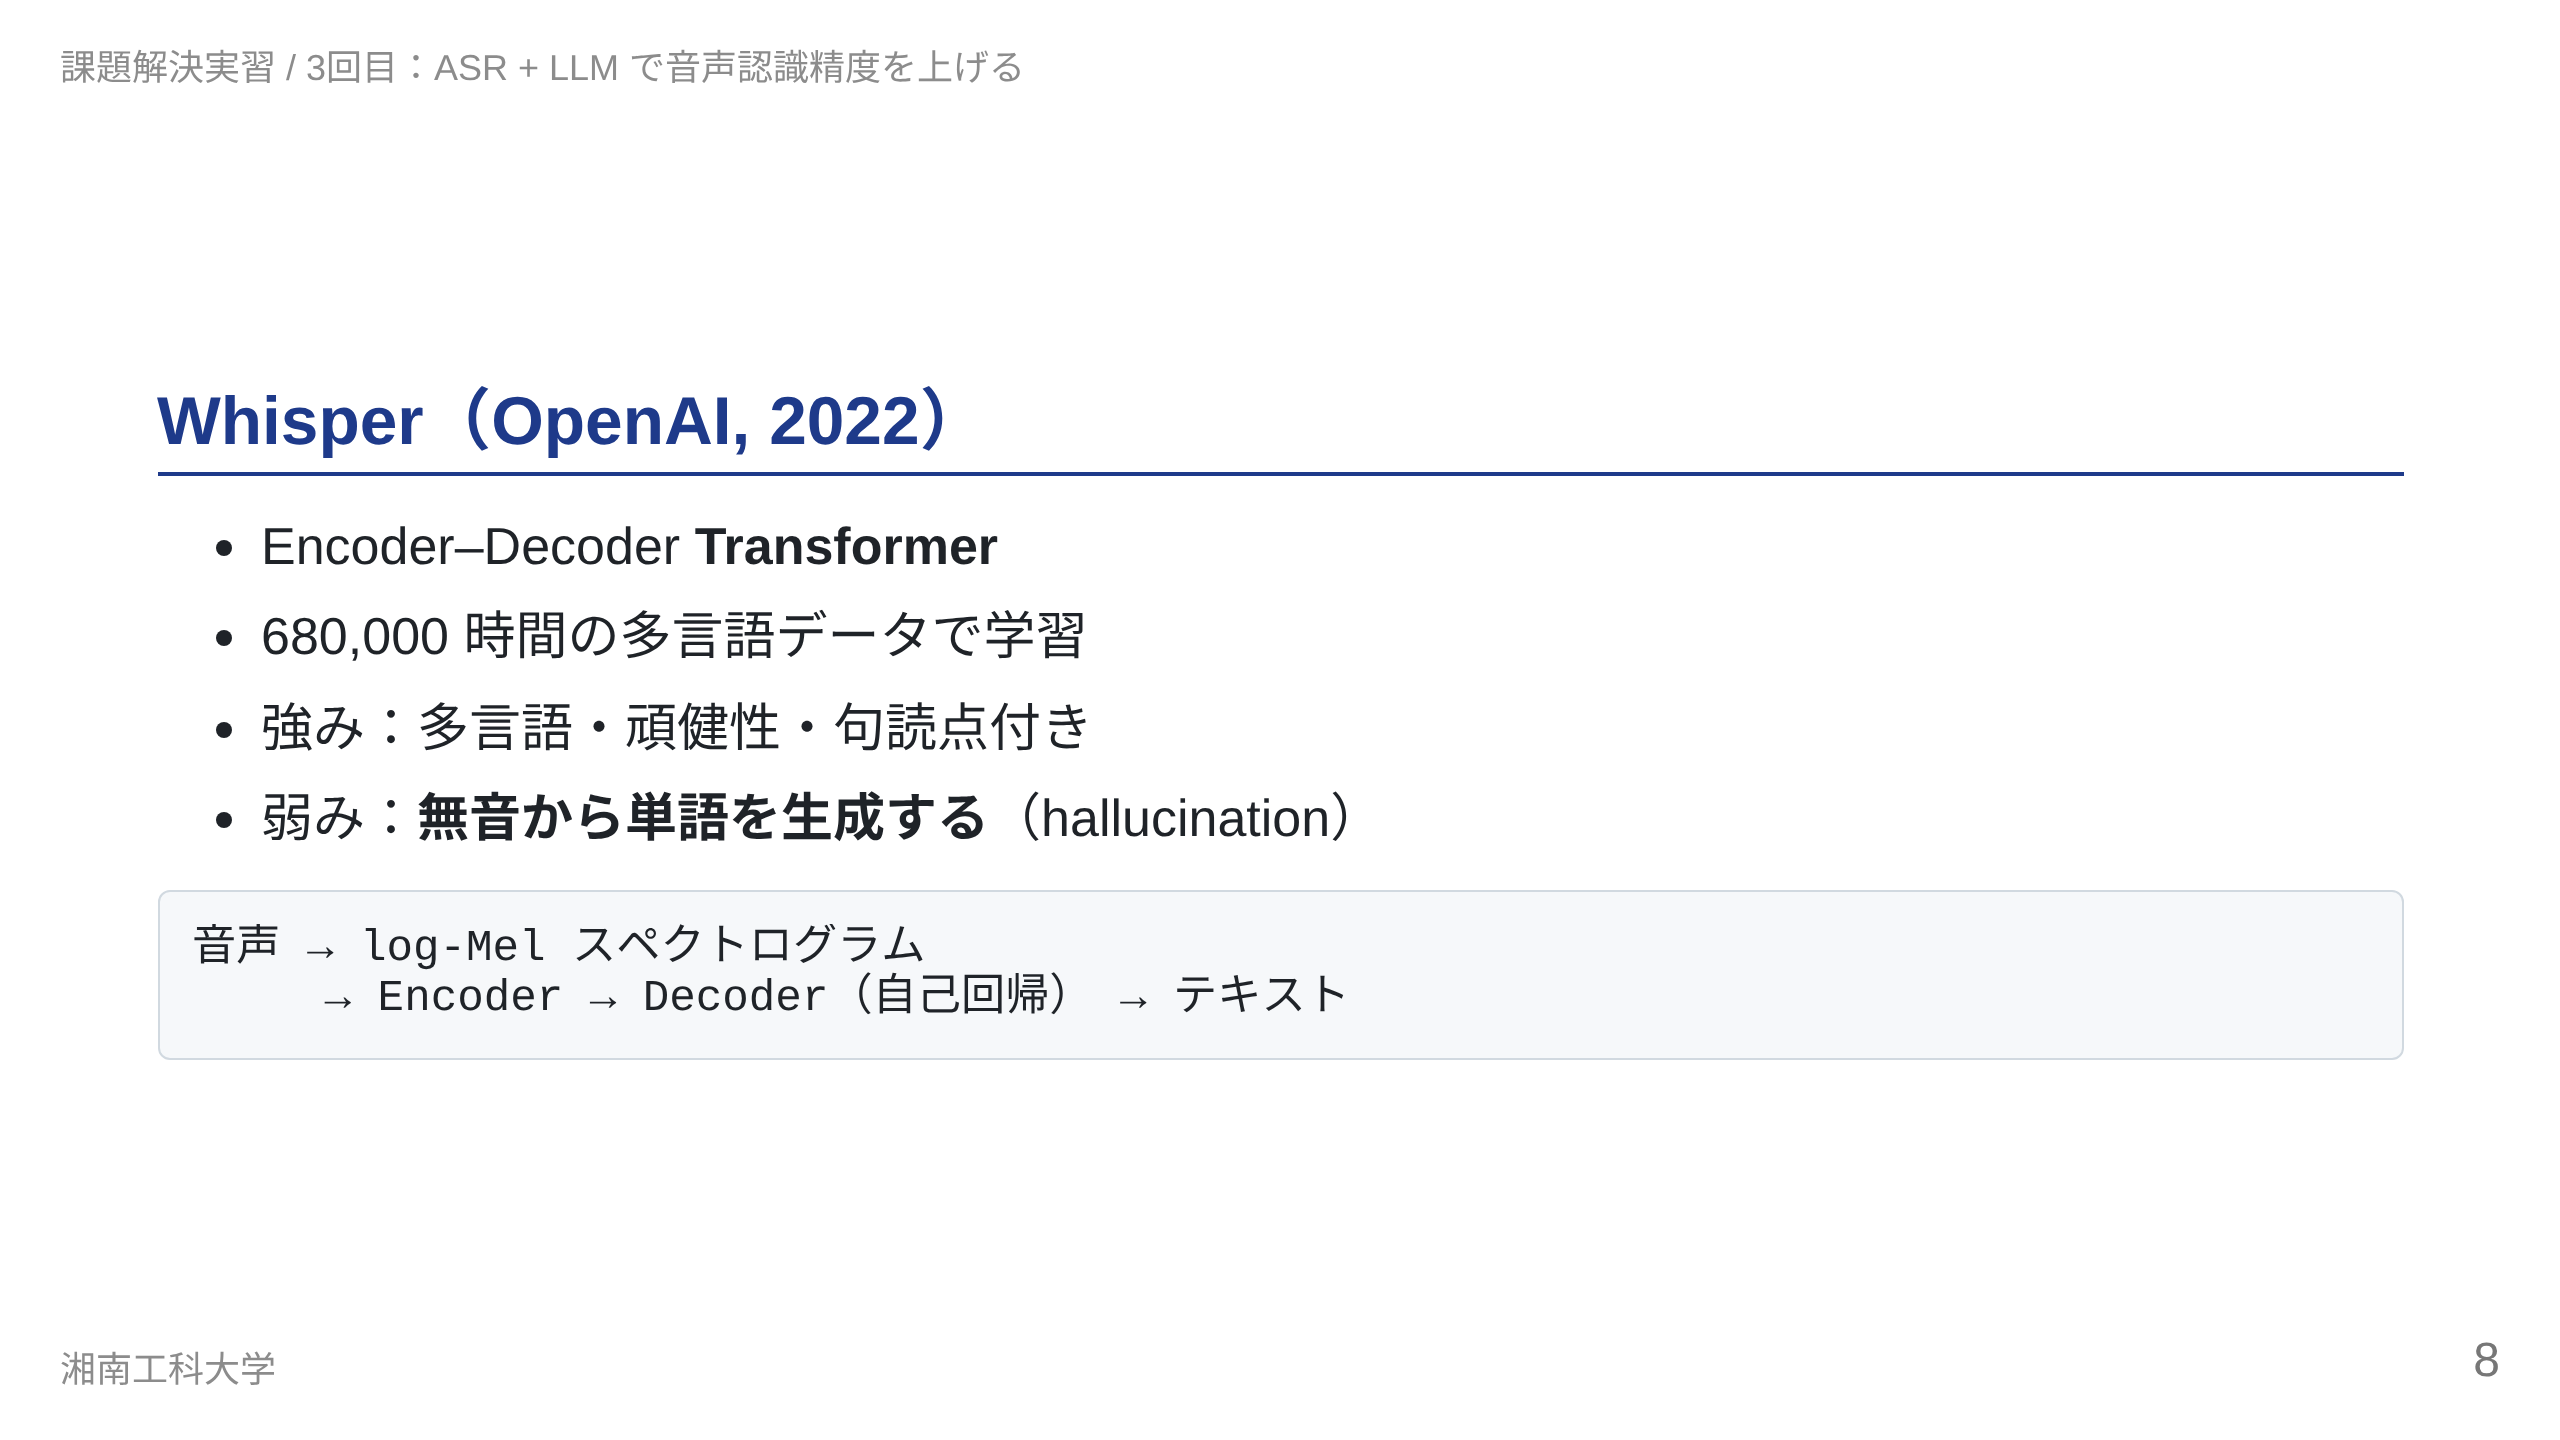 課題解決実習 / 3回目：ASR + LLM で音声認識精度を上げる
Whisper（OpenAI, 2022）
• Encoder–Decoder Transformer
• 680,000 時間の多言語データで学習
• 強み：多言語・頑健性・句読点付き
• 弱み：無音から単語を生成する（hallucination）
音声 → log-Mel スペクトログラム
→ Encoder → Decoder（自己回帰） → テキスト
湘南工科大学
8